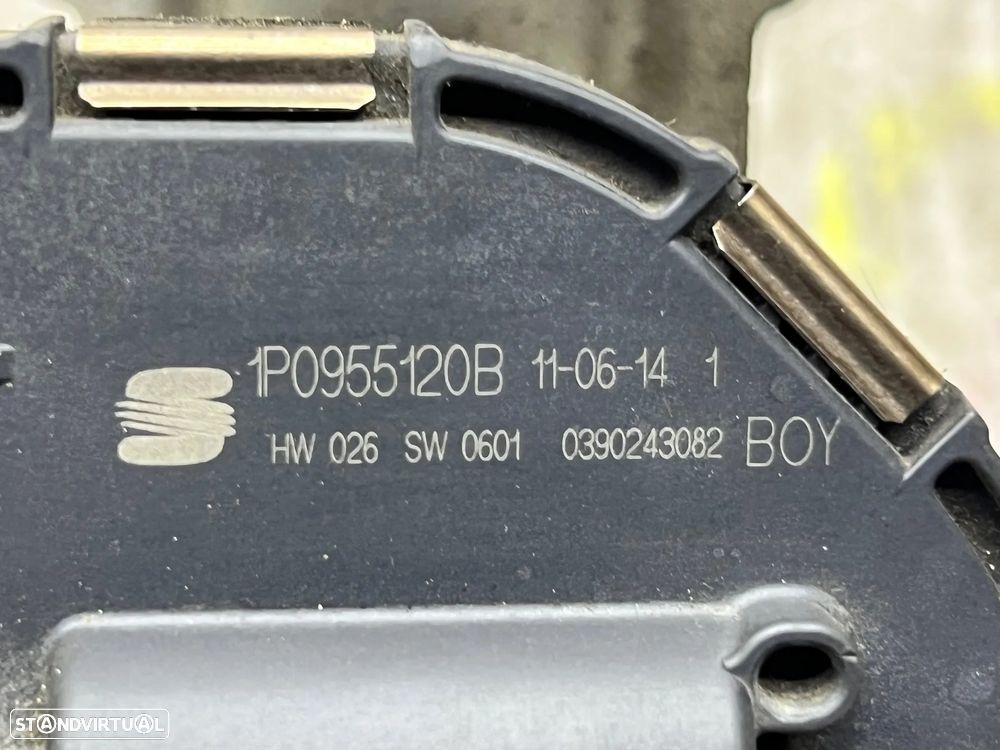 1P0955120B 11-06-14 1
HW 026 SW 0601 0390243082 BOY
STANDVIRTUAL